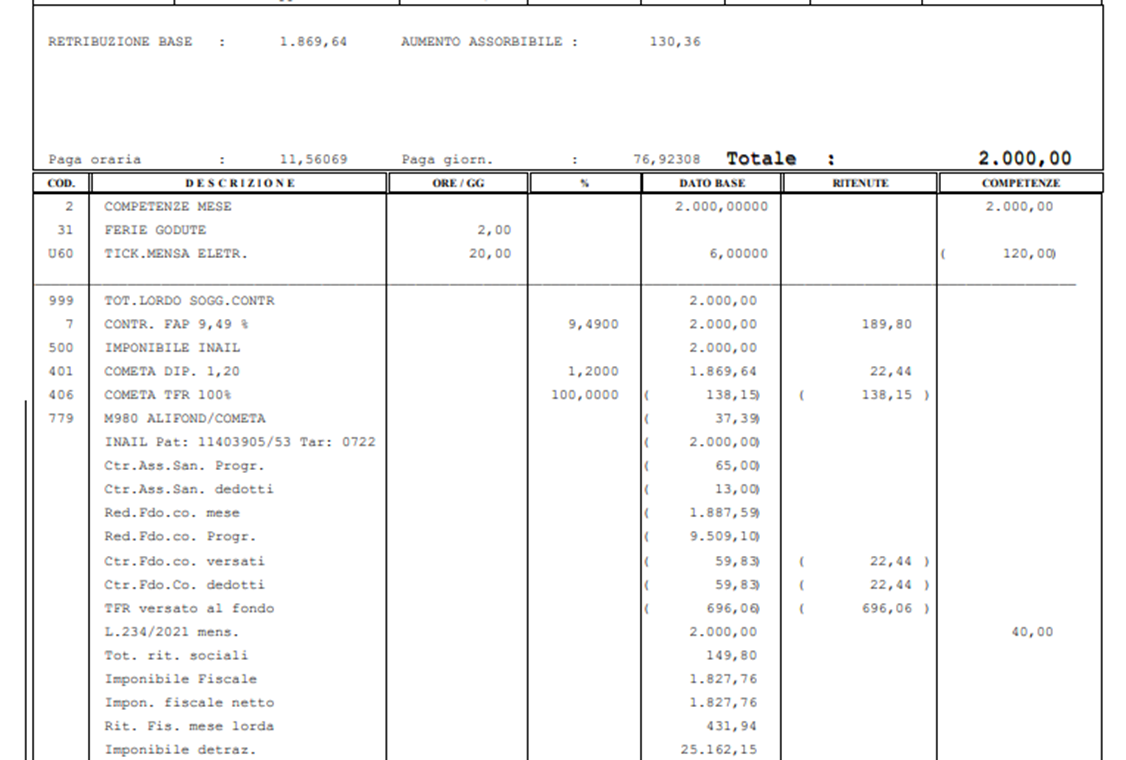 RETRIBUZIONE BASE : 1.869,64 AUMENTO ASSORBIBILE : 130,36
Paga oraria : 11,56069 Paga giorn. : 76,92308 Totale : 2.000,00
COD. DESCRIZIONE ORE / GG % DATO BASE RITENUTE COMPETENZE
2 COMPETENZE MESE 2.000,00000 2.000,00
31 FERIE GODUTE 2,00
U60 TICK.MENSA ELETR. 20,00 6,00000 ( 120,00)
999 TOT.LORDO SOGG.CONTR 2.000,00
7 CONTR. FAP 9,49 % 9,4900 2.000,00 189,80
500 IMPONIBILE INAIL 2.000,00
401 COMETA DIP. 1,20 1,2000 1.869,64 22,44
406 COMETA TFR 100% 100,0000 ( 138,15) ( 138,15 )
779 M980 ALIFOND/COMETA ( 37,39)
INAIL Pat: 11403905/53 Tar: 0722 ( 2.000,00)
Ctr.Ass.San. Progr. ( 65,00)
Ctr.Ass.San. dedotti ( 13,00)
Red.Fdo.co. mese ( 1.887,59)
Red.Fdo.co. Progr. ( 9.509,10)
Ctr.Fdo.co. versati ( 59,83) ( 22,44 )
Ctr.Fdo.Co. dedotti ( 59,83) ( 22,44 )
TFR versato al fondo ( 696,06) ( 696,06 )
L.234/2021 mens. 2.000,00 40,00
Tot. rit. sociali 149,80
Imponibile Fiscale 1.827,76
Impon. fiscale netto 1.827,76
Rit. Fis. mese lorda 431,94
Imponibile detraz. 25.162,15